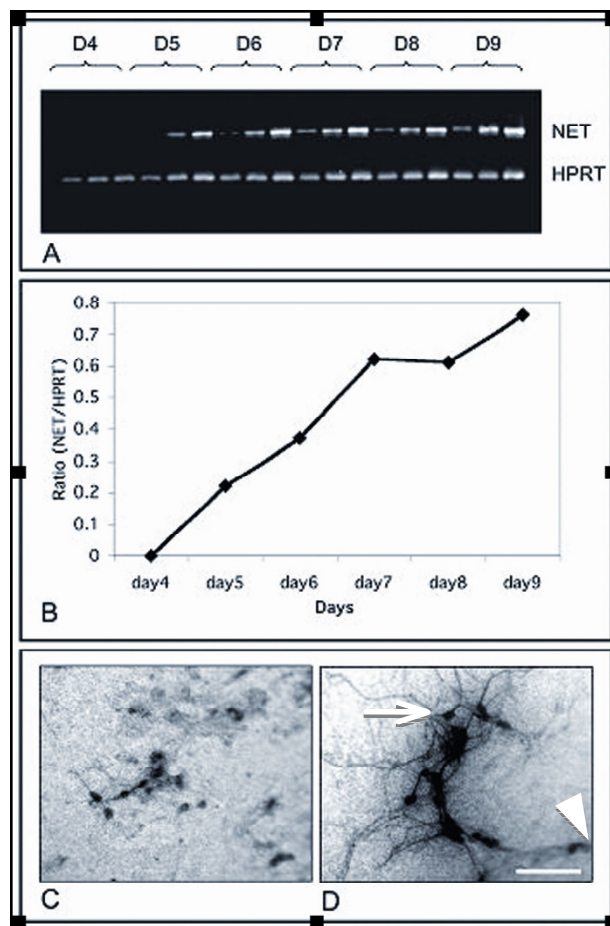 D4 D5 D6 D7 D8 D9
NET
HPRT
A
0.8
0.7
0.6
0.5
0.4
0.3
0.2
0.1
0
Ratio (NET/HPRT)
day4 day5 day6 day7 day8 day9
Days
B
C D